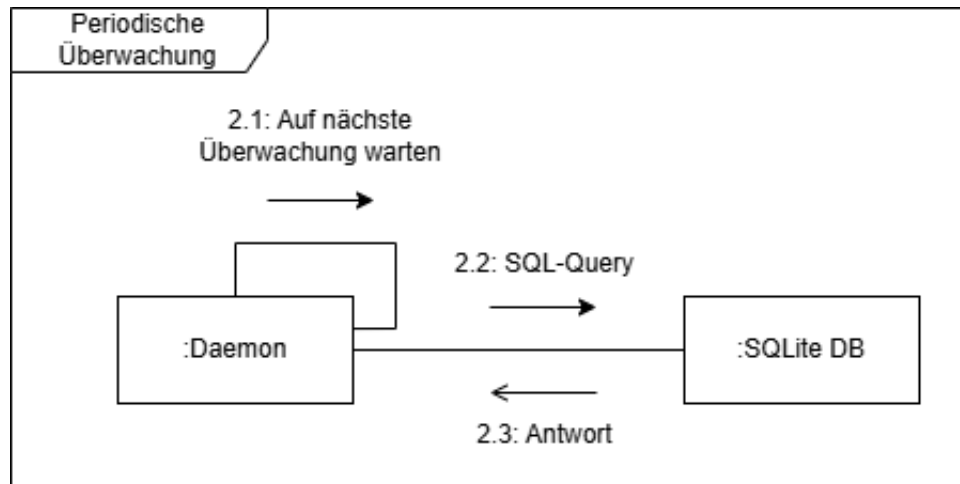 Periodische
Überwachung
2.1: Auf nächste
Überwachung warten
2.2: SQL-Query
:Daemon
:SQLite DB
2.3: Antwort